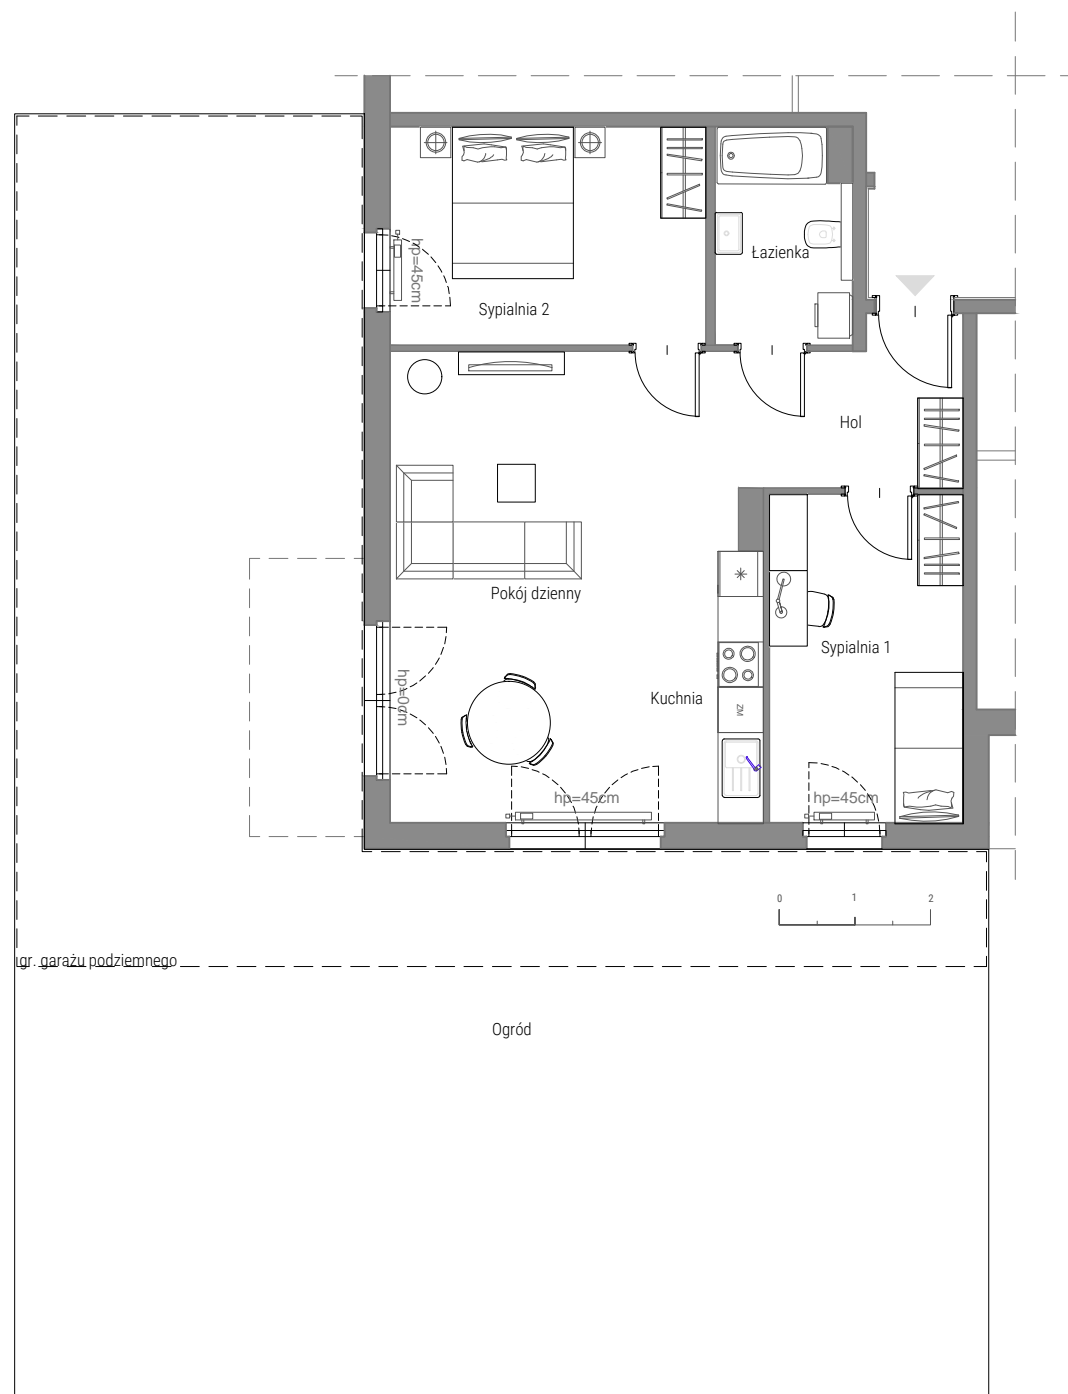 hp=45cm
Łazienka
Sypialnia 2
Hol
Pokój dzienny
Sypialnia 1
hp=0cm
Kuchnia
ZM
hp=45cm
hp=45cm
0 1 2
gr. garażu podziemnego
Ogród